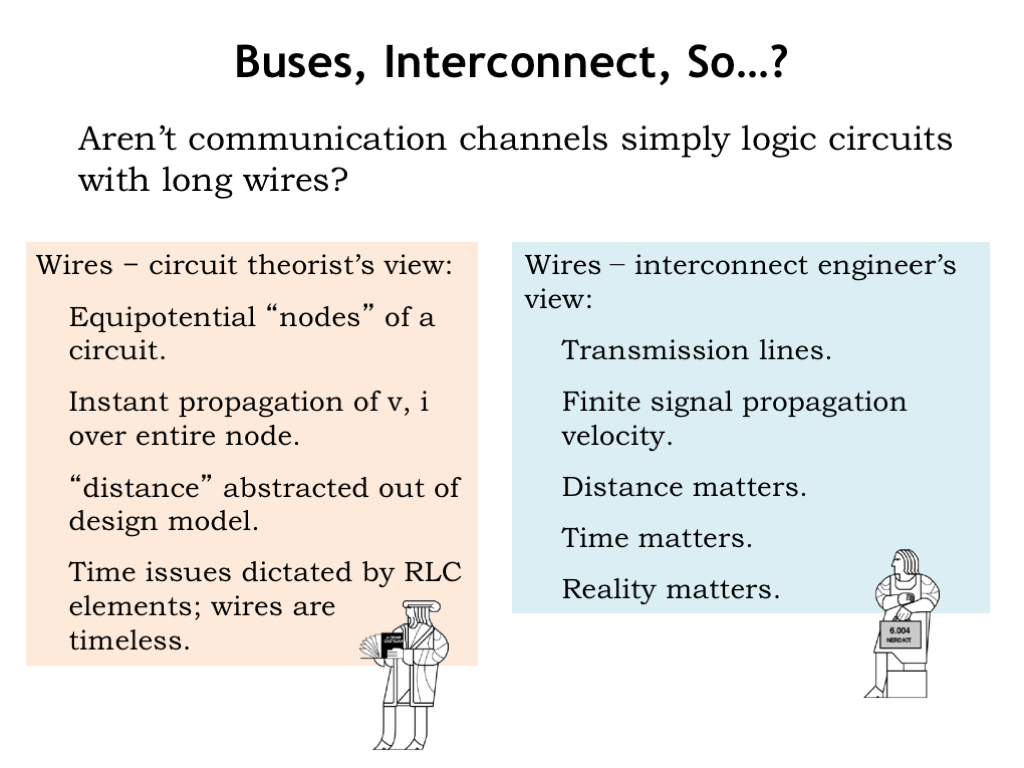 Buses, Interconnect, So…?
Aren’t communication channels simply logic circuits
with long wires?
Wires – circuit theorist’s view:
Equipotential “nodes” of a
circuit.
Instant propagation of v, i
over entire node.
“distance” abstracted out of
design model.
Time issues dictated by RLC
elements; wires are
timeless.
Wires – interconnect engineer’s
view:
Transmission lines.
Finite signal propagation
velocity.
Distance matters.
Time matters.
Reality matters.
6.004
NERD KIT